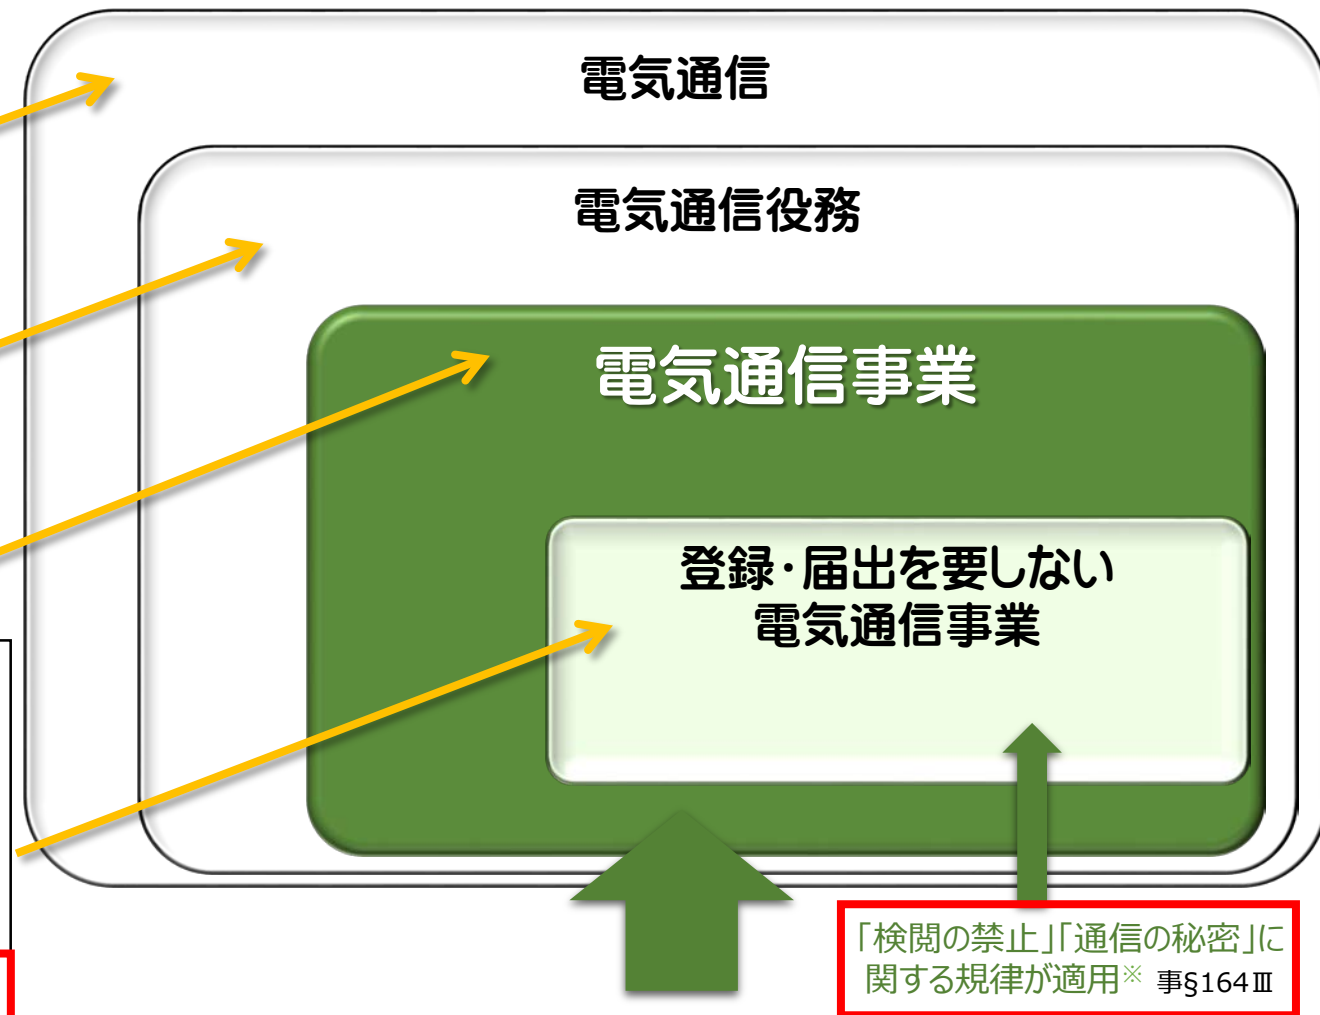 電気通信
電気通信役務
電気通信事業
登録・届出を要しない
電気通信事業
「検閲の禁止」「通信の秘密」に
関する規律が適用※ 事§164Ⅲ